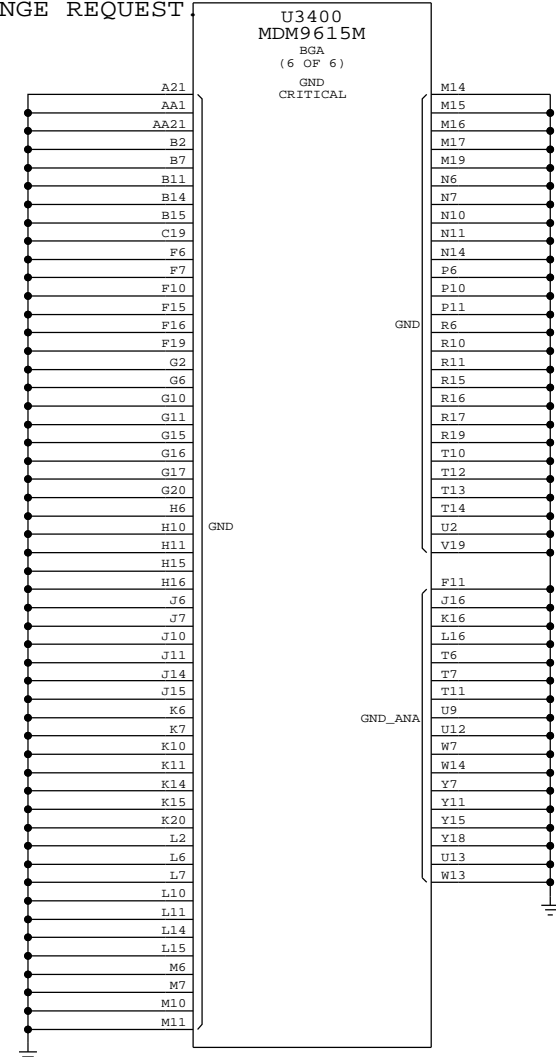 NGE REQUEST.
U3400
MDM9615M
BGA
(6 OF 6)
GND
CRITICAL
A21
AA1
AA21
B2
B7
B11
B14
B15
C19
F6
F7
F10
F15
F16
F19
G2
G6
G10
G11
G15
G16
G17
G20
H6
H10
H11
H15
H16
J6
J7
J10
J11
J14
J15
K6
K7
K10
K11
K14
K15
K20
L2
L6
L7
L10
L11
L14
L15
M6
M7
M10
M11
GND
M14
M15
M16
M17
M19
N6
N7
N10
N11
N14
P6
P10
P11
R6
R10
R11
R15
R16
R17
R19
T10
T12
T13
T14
U2
V19
GND
F11
J16
K16
L16
T6
T7
T11
U9
U12
W7
W14
Y7
Y11
Y15
Y18
U13
W13
GND_ANA